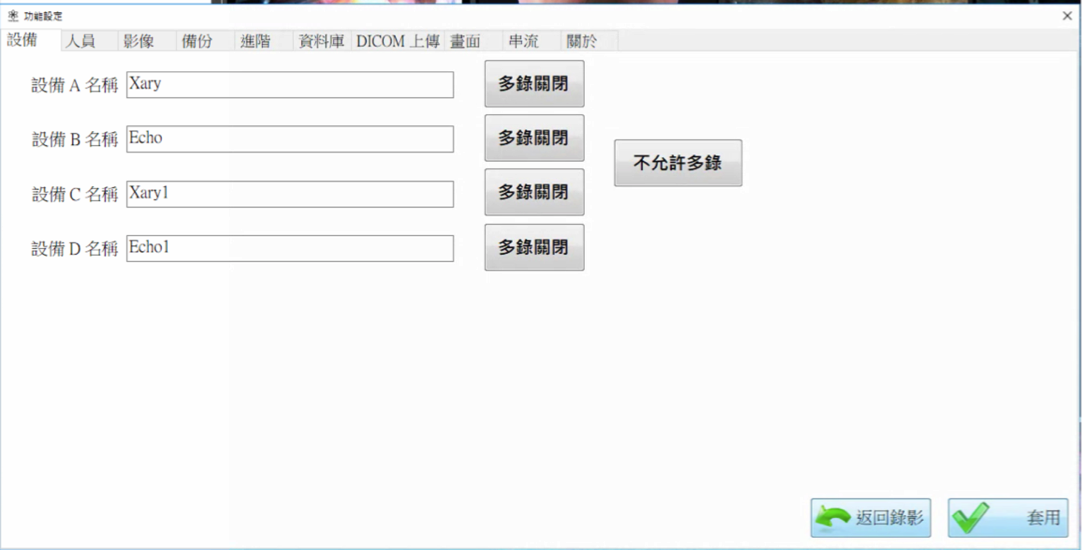 功能設定
設備 人員 影像 備份 進階 資料庫 DICOM 上傳 畫面 串流 關於
設備 A 名稱 Xary 多錄關閉
設備 B 名稱 Echo 多錄關閉
不允許多錄
設備 C 名稱 Xary1 多錄關閉
設備 D 名稱 Echo1 多錄關閉
返回錄影 套用